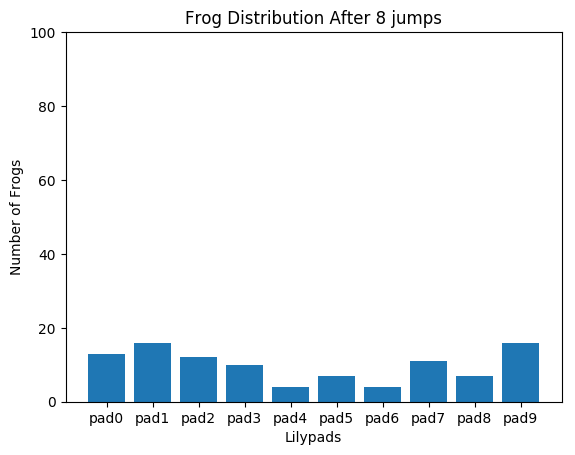 Frog Distribution After 8 jumps
100
80
60
40
20
0
Number of Frogs
pad0 pad1 pad2 pad3 pad4 pad5 pad6 pad7 pad8 pad9
Lilypads